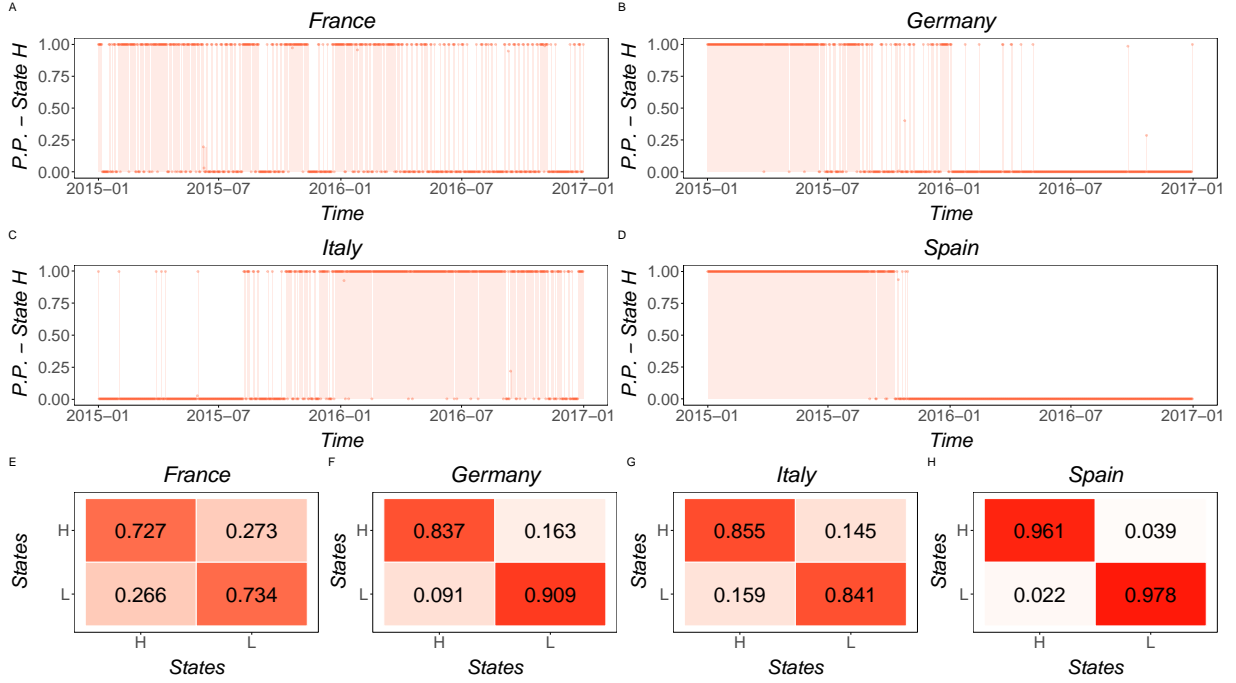 A
France
P.P. − State H
1.00
0.75
0.50
0.25
0.00
2015−01
2015−07
2016−01
2016−07
2017−01
Time
B
Germany
P.P. − State H
1.00
0.75
0.50
0.25
0.00
2015−01
2015−07
2016−01
2016−07
2017−01
Time
C
Italy
P.P. − State H
1.00
0.75
0.50
0.25
0.00
2015−01
2015−07
2016−01
2016−07
2017−01
Time
D
Spain
P.P. − State H
1.00
0.75
0.50
0.25
0.00
2015−01
2015−07
2016−01
2016−07
2017−01
Time
E
France
States
H
0.727 0.273
L
0.266 0.734
H L
States
F
Germany
States
H
0.837 0.163
L
0.091 0.909
H L
States
G
Italy
States
H
0.855 0.145
L
0.159 0.841
H L
States
H
Spain
States
H
0.961 0.039
L
0.022 0.978
H L
States